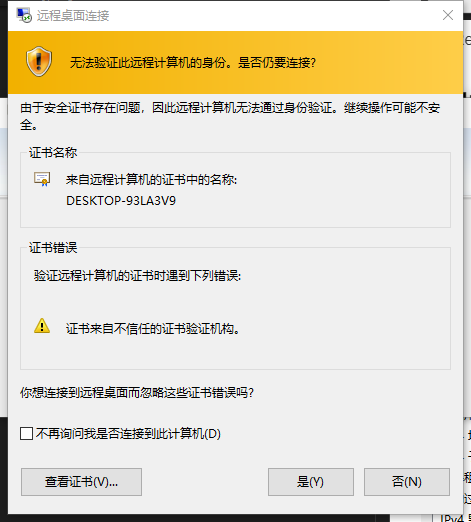 远程桌面连接
无法验证此远程计算机的身份。是否仍要连接?
由于安全证书存在问题，因此远程计算机无法通过身份验证。继续操作可能不安
全。
证书名称
来自远程计算机的证书中的名称:
DESKTOP-93LA3V9
证书错误
验证远程计算机的证书时遇到下列错误:
证书来自不信任的证书验证机构。
你想连接到远程桌面而忽略这些证书错误吗?
不再询问我是否连接到此计算机(D)
查看证书(V)...
是(Y)
否(N)